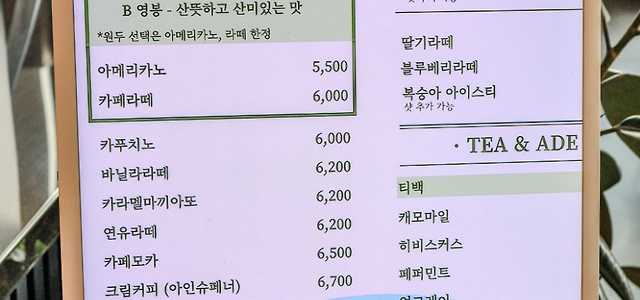 B 영봉 - 산뜻하고 산미있는 맛
*원두 선택은 아메리카노, 라떼 한정
아메리카노 5,500
카페라떼 6,000
카푸치노 6,000
바닐라라떼 6,200
카라멜마끼아또 6,200
연유라떼 6,200
카페모카 6,500
크림커피 (아인슈페너) 6,700
딸기라떼
블루베리라떼
복숭아 아이스티
샷 추가 가능
· TEA & ADE
티백
캐모마일
히비스커스
페퍼민트